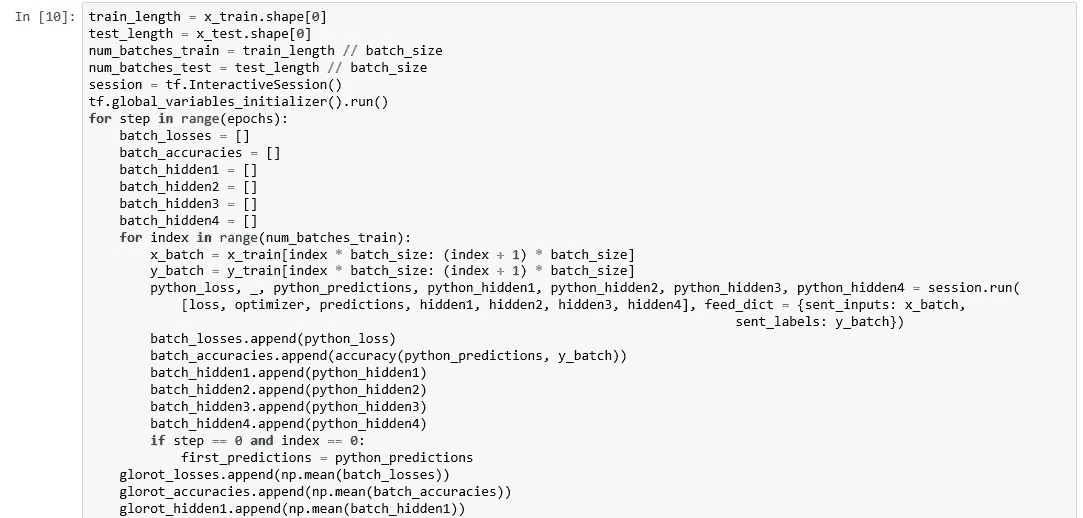 In [10]: train_length = x_train.shape[0]
test_length = x_test.shape[0]
num_batches_train = train_length // batch_size
num_batches_test = test_length // batch_size
session = tf.InteractiveSession()
tf.global_variables_initializer().run()
for step in range(epochs):
    batch_losses = []
    batch_accuracies = []
    batch_hidden1 = []
    batch_hidden2 = []
    batch_hidden3 = []
    batch_hidden4 = []
    for index in range(num_batches_train):
        x_batch = x_train[index * batch_size: (index + 1) * batch_size]
        y_batch = y_train[index * batch_size: (index + 1) * batch_size]
        python_loss, _, python_predictions, python_hidden1, python_hidden2, python_hidden3, python_hidden4 = session.run(
            [loss, optimizer, predictions, hidden1, hidden2, hidden3, hidden4], feed_dict = {sent_inputs: x_batch,
                                                                                   sent_labels: y_batch})
        batch_losses.append(python_loss)
        batch_accuracies.append(accuracy(python_predictions, y_batch))
        batch_hidden1.append(python_hidden1)
        batch_hidden2.append(python_hidden2)
        batch_hidden3.append(python_hidden3)
        batch_hidden4.append(python_hidden4)
        if step == 0 and index == 0:
            first_predictions = python_predictions
    glorot_losses.append(np.mean(batch_losses))
    glorot_accuracies.append(np.mean(batch_accuracies))
    glorot_hidden1.append(np.mean(batch_hidden1))